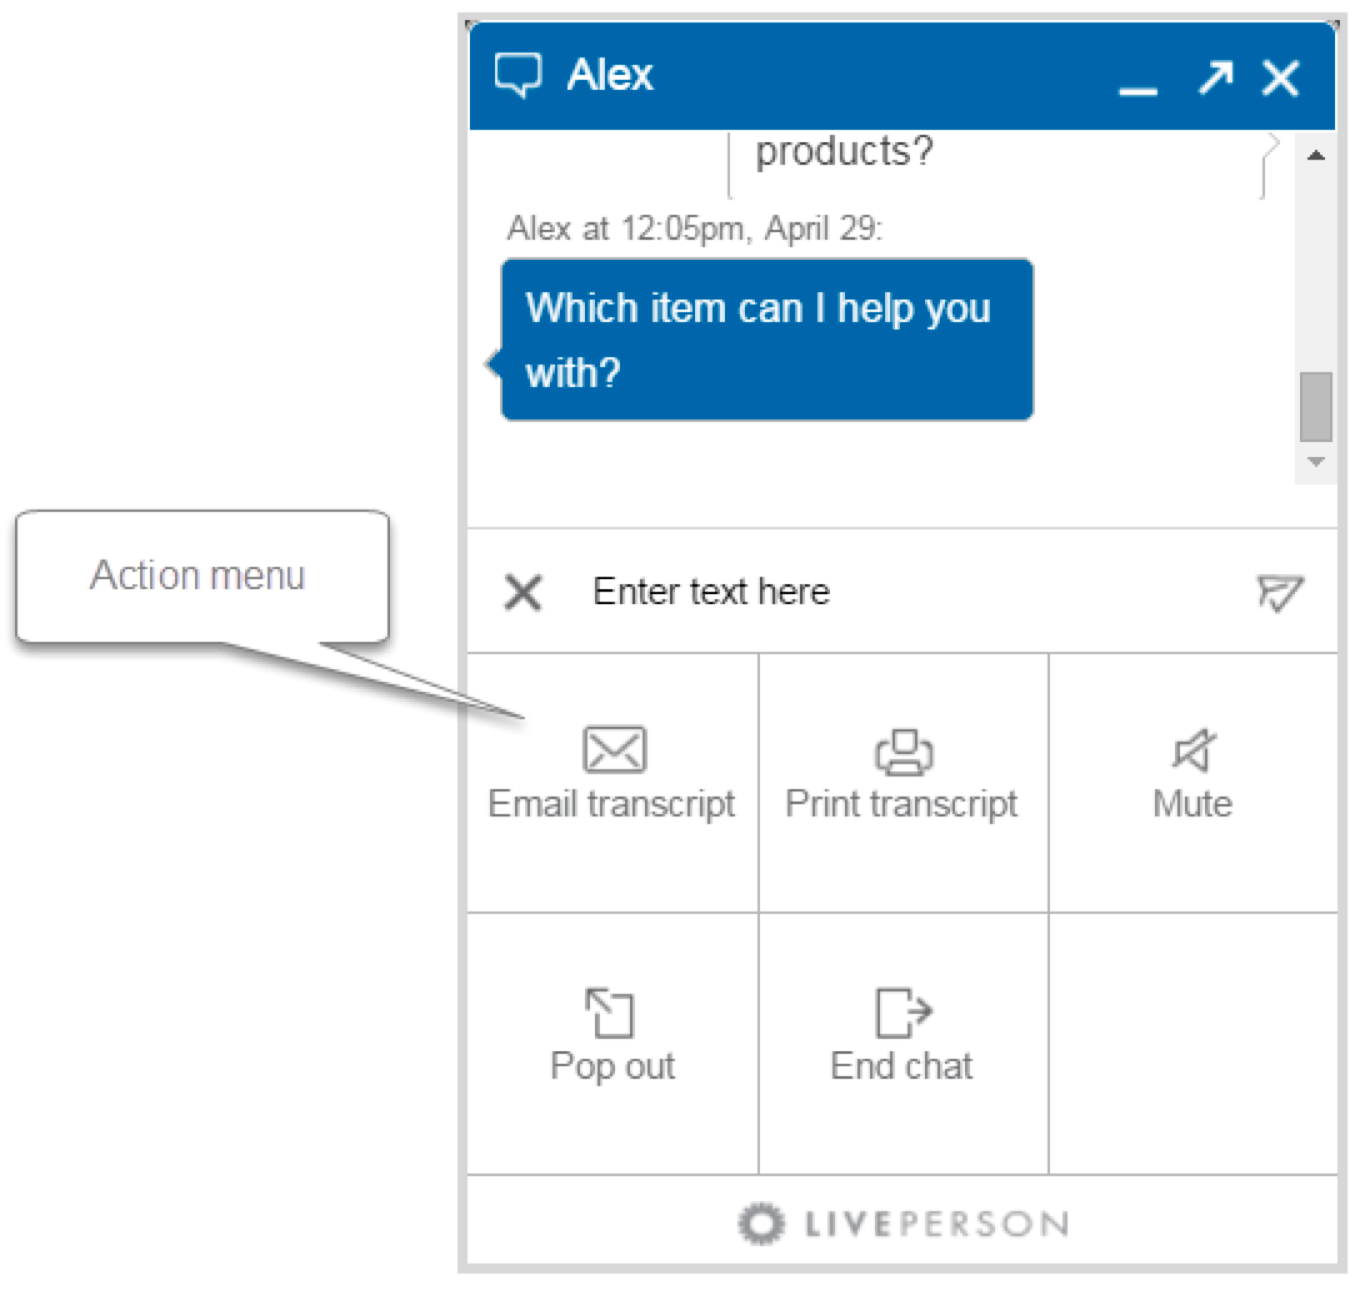 Alex
products?
Alex at 12:05pm, April 29:
Which item can I help you
with?
Action menu
Enter text here
Email transcript
Print transcript
Mute
Pop out
End chat
LIVEPERSON